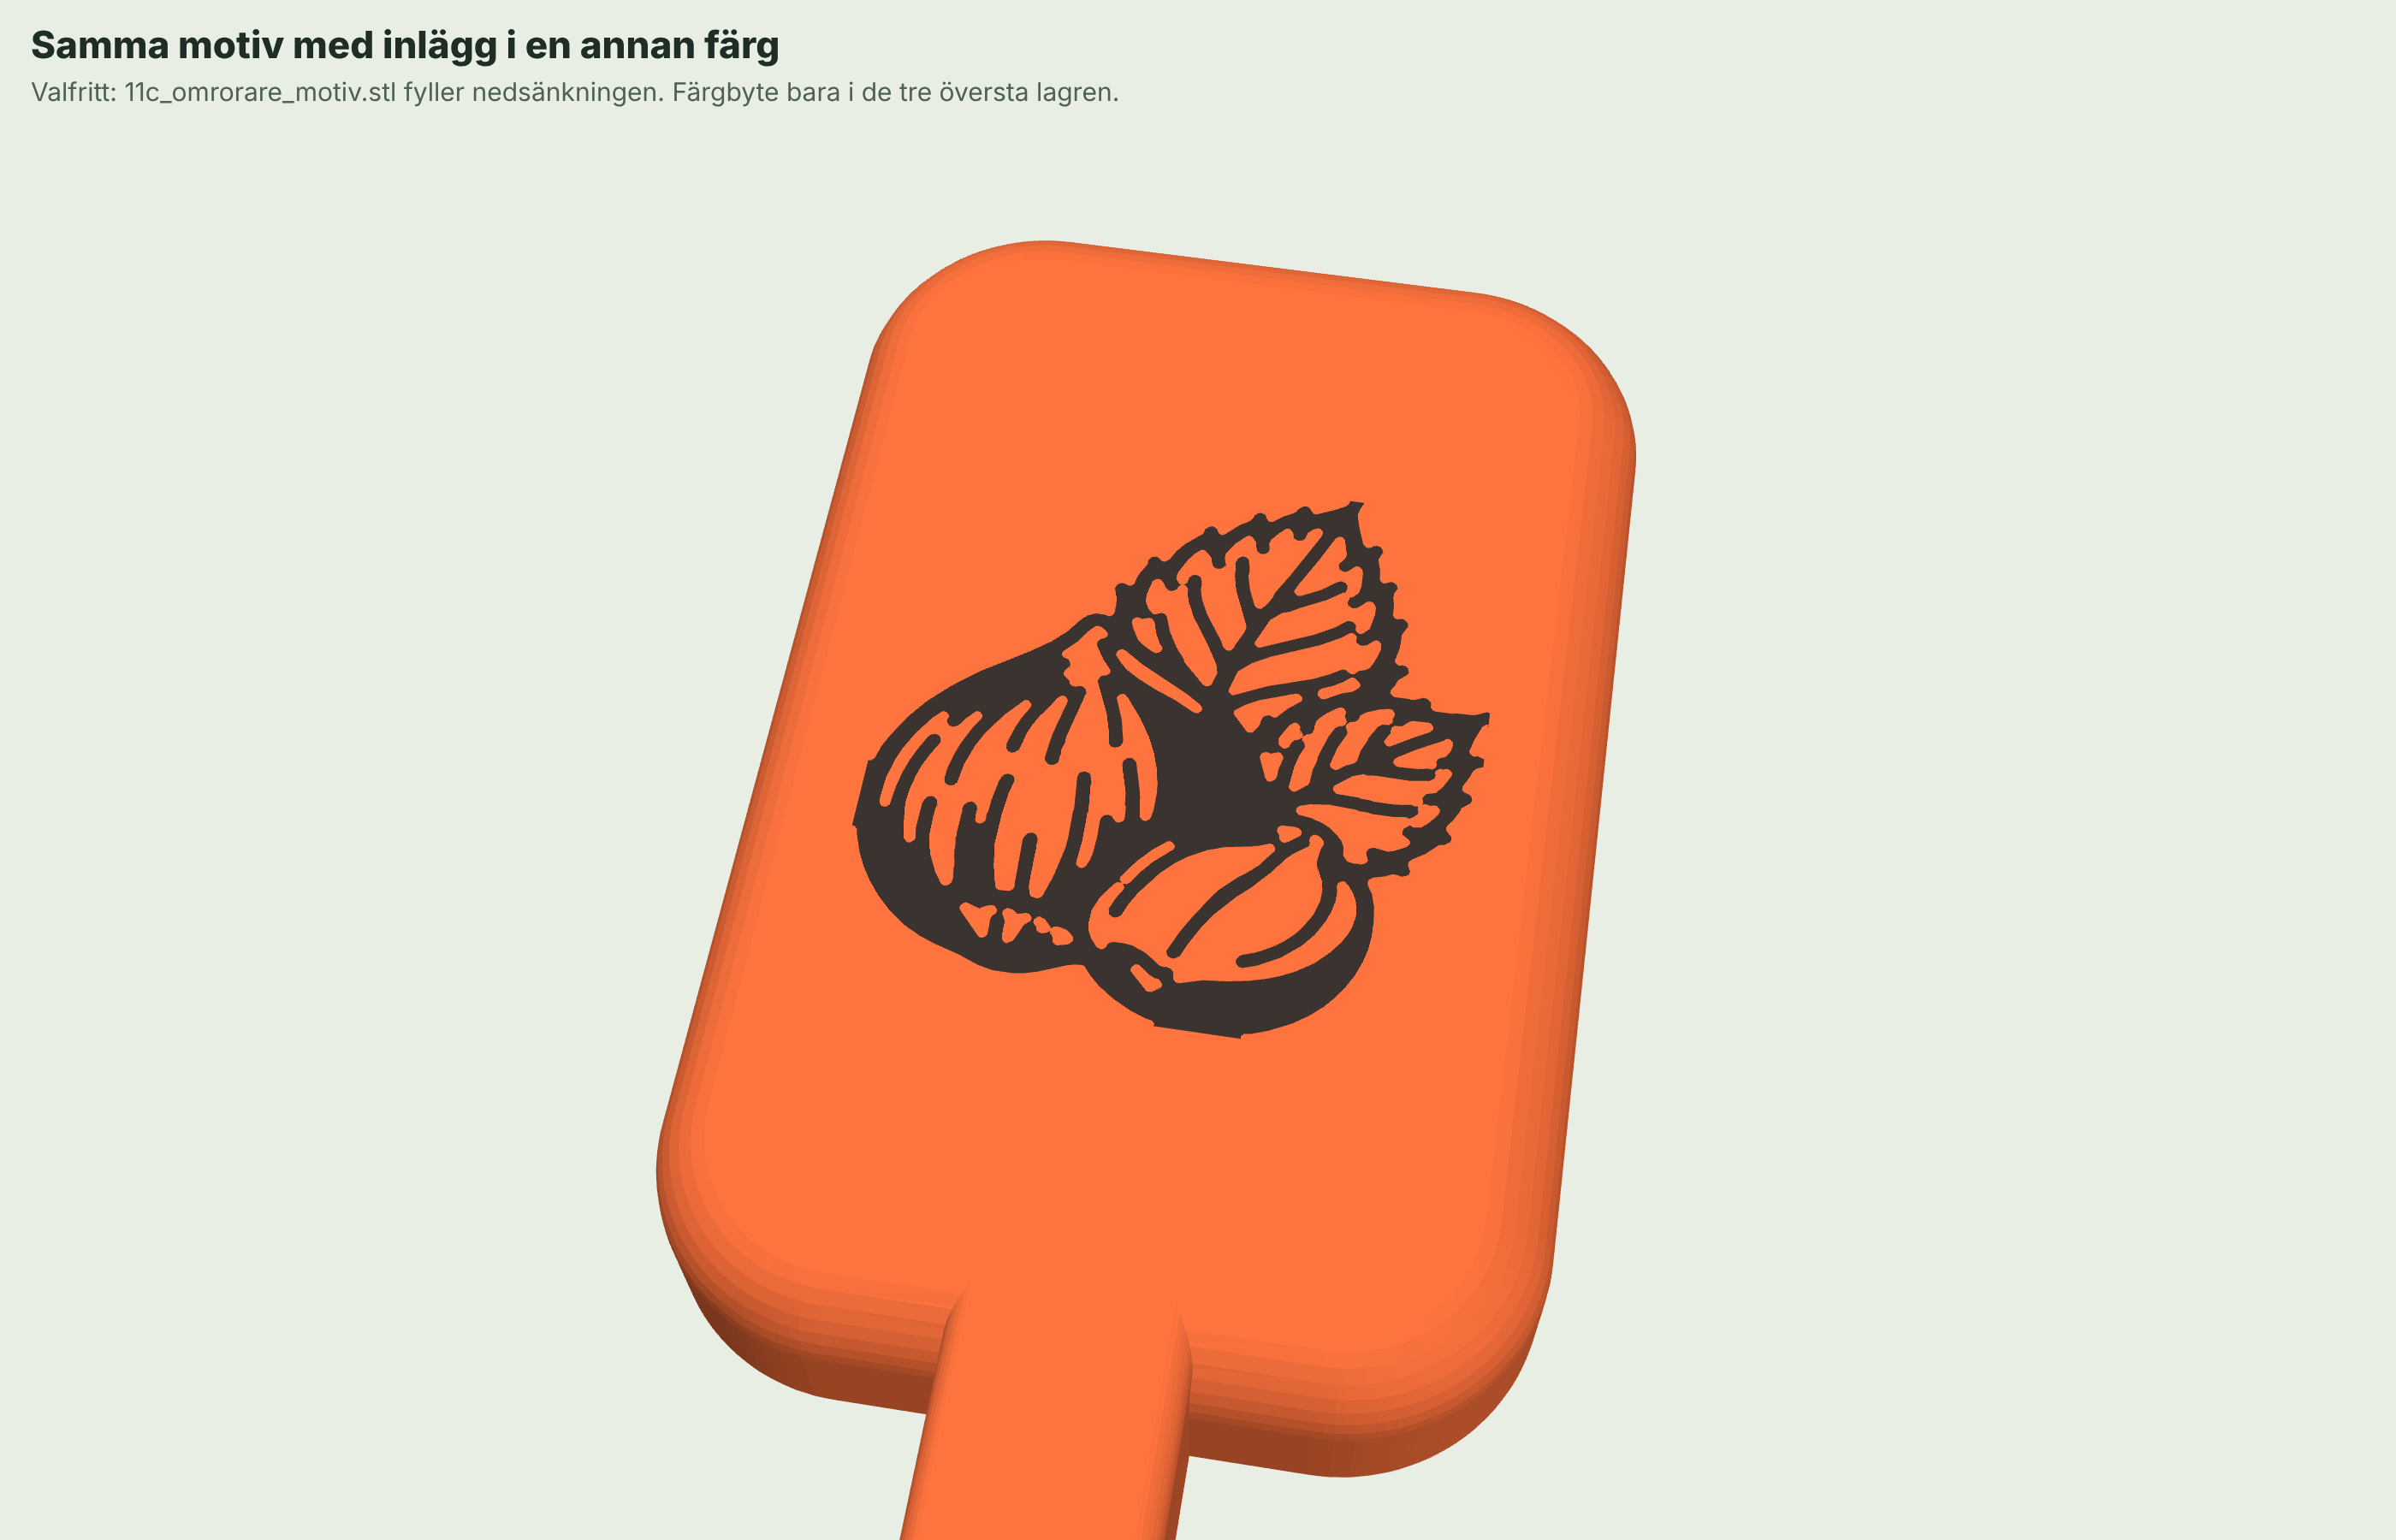 Samma motiv med inlägg i en annan färg
Valfritt: 11c_omrorare_motiv.stl fyller nedsänkningen. Färgbyte bara i de tre översta lagren.